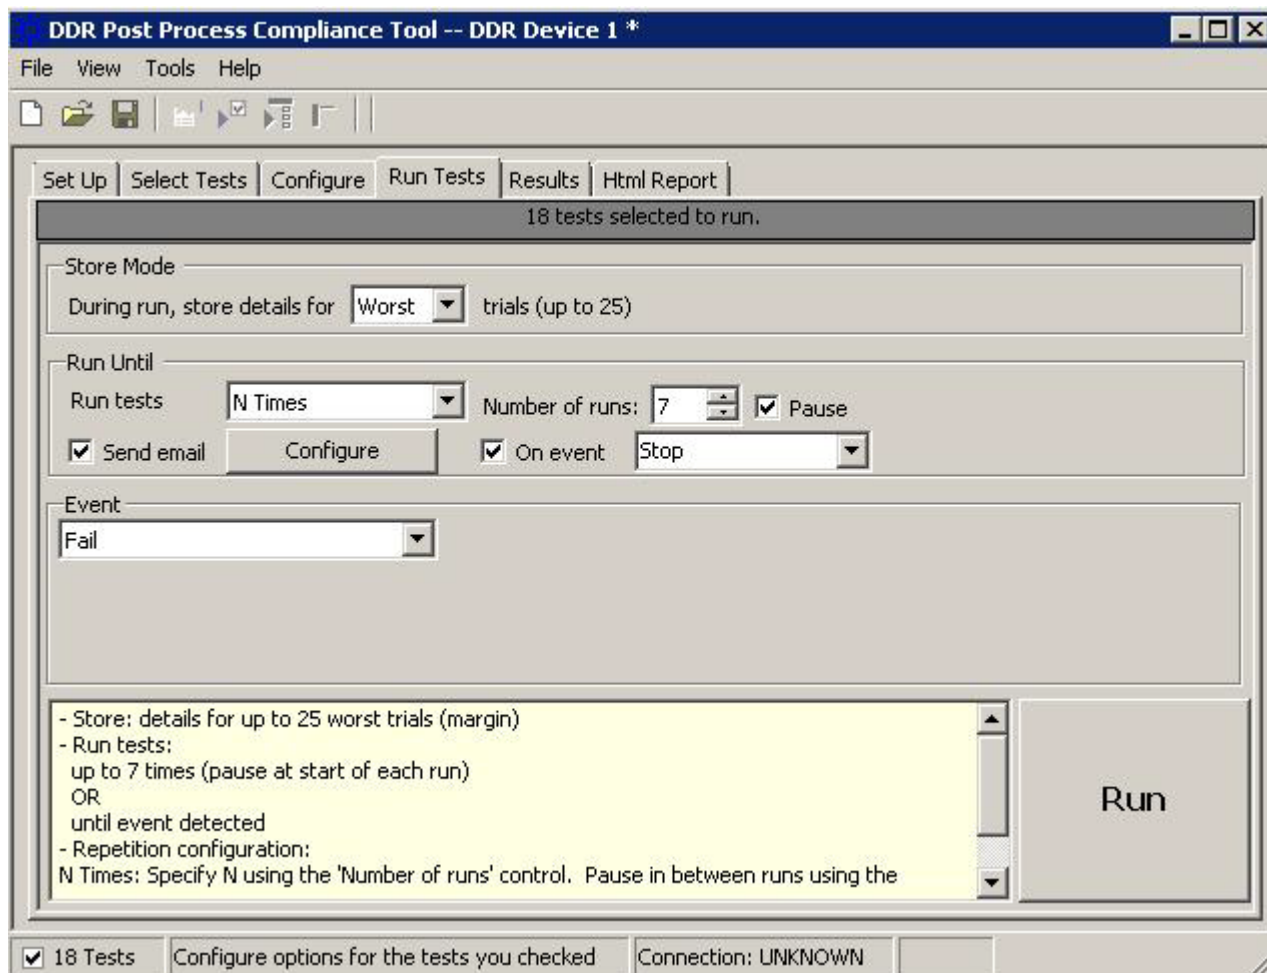 DDR Post Process Compliance Tool -- DDR Device 1 *
File View Tools Help
Set Up Select Tests Configure Run Tests Results Html Report
18 tests selected to run.
Store Mode
During run, store details for Worst trials (up to 25)
Run Until
Run tests N Times Number of runs: 7 Pause
Send email Configure On event Stop
Event
Fail
- Store: details for up to 25 worst trials (margin)
- Run tests:
up to 7 times (pause at start of each run)
OR
until event detected
- Repetition configuration:
N Times: Specify N using the 'Number of runs' control.  Pause in between runs using the
Run
18 Tests Configure options for the tests you checked Connection: UNKNOWN